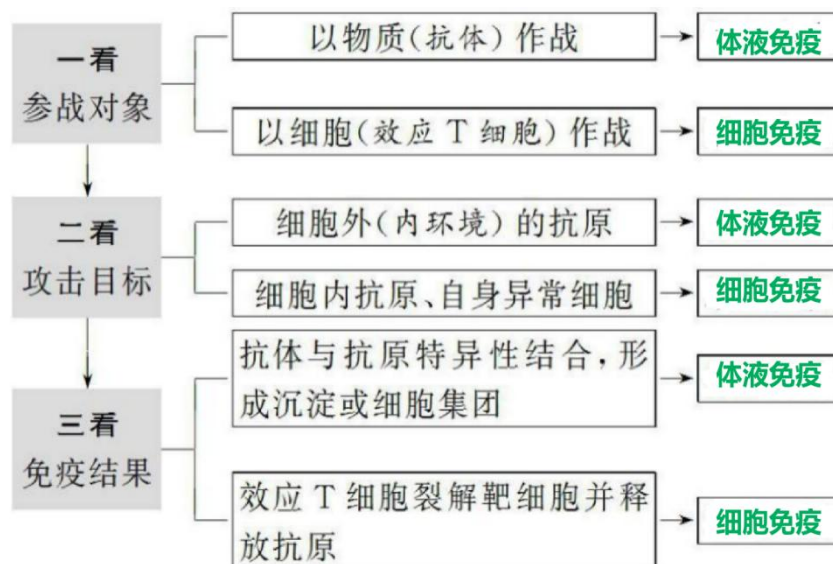 一看
参战对象
以物质(抗体)作战
体液免疫
以细胞(效应T细胞)作战
细胞免疫
二看
攻击目标
细胞外(内环境)的抗原
体液免疫
细胞内抗原、自身异常细胞
细胞免疫
三看
免疫结果
抗体与抗原特异性结合,形
成沉淀或细胞集团
体液免疫
效应T细胞裂解靶细胞并释
放抗原
细胞免疫